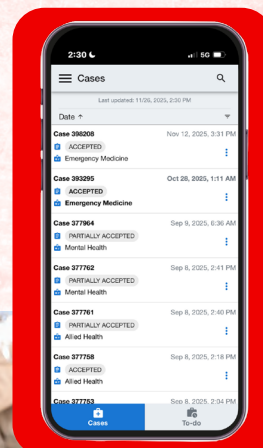 2:30
5G
Cases
Last updated: 11/26, 2025, 2:30 PM
Date ↑
Case 398208 Nov 12, 2025, 3:31 PM
ACCEPTED
Emergency Medicine
Case 393295 Oct 28, 2025, 1:11 AM
ACCEPTED
Emergency Medicine
Case 377964 Sep 9, 2025, 6:36 AM
PARTIALLY ACCEPTED
Mental Health
Case 377762 Sep 8, 2025, 2:41 PM
PARTIALLY ACCEPTED
Mental Health
Case 377761 Sep 8, 2025, 2:40 PM
PARTIALLY ACCEPTED
Allied Health
Case 377758 Sep 8, 2025, 2:18 PM
ACCEPTED
Allied Health
Case 377753 Sep 8, 2025, 2:04 PM
Cases To-do